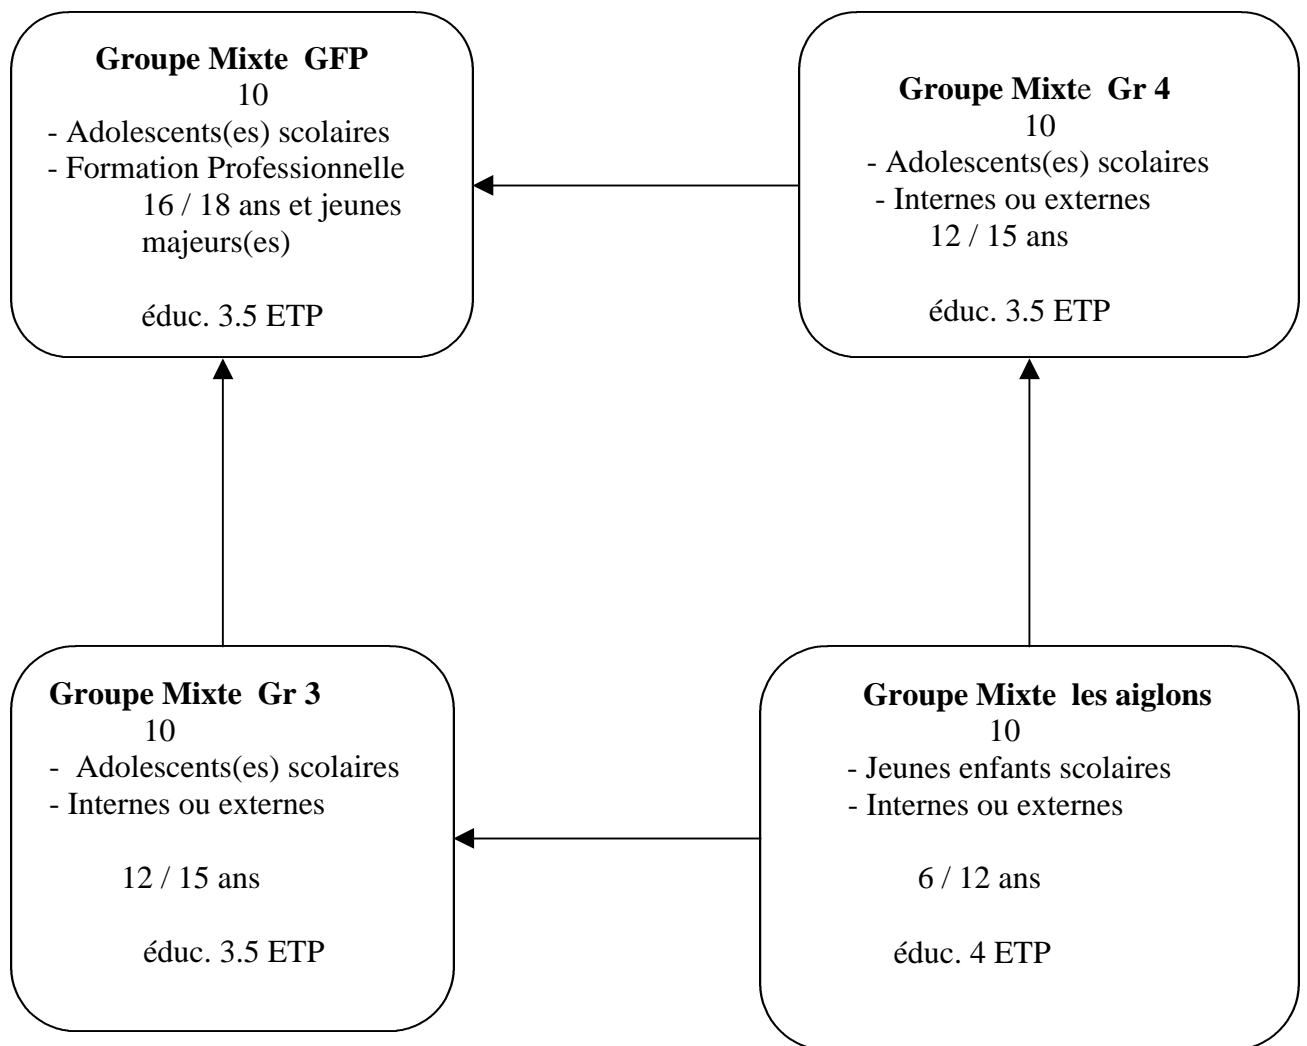 Groupe Mixte  GFP
10
- Adolescents(es) scolaires
- Formation Professionnelle
16 / 18 ans et jeunes
majeurs(es)
éduc. 3.5 ETP
Groupe Mixte  Gr 4
10
- Adolescents(es) scolaires
- Internes ou externes
12 / 15 ans
éduc. 3.5 ETP
Groupe Mixte  Gr 3
10
-  Adolescents(es) scolaires
- Internes ou externes
12 / 15 ans
éduc. 3.5 ETP
Groupe Mixte  les aiglons
10
- Jeunes enfants scolaires
- Internes ou externes
6 / 12 ans
éduc. 4 ETP